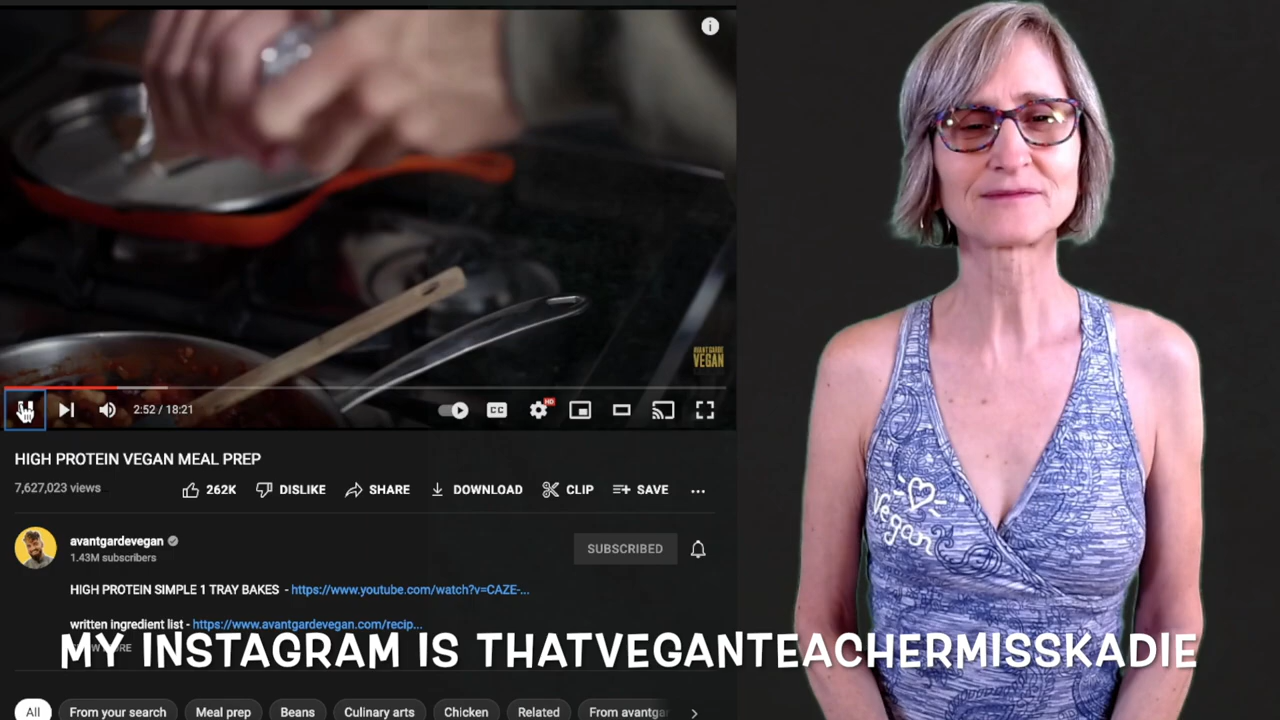 AVANTGARDE
VEGAN
HD
CC
2:52 / 18:21
HIGH PROTEIN VEGAN MEAL PREP
7,627,023 views
262K
DISLIKE
SHARE
DOWNLOAD
CLIP
SAVE
avantgardevegan
1.43M subscribers
SUBSCRIBED
HIGH PROTEIN SIMPLE 1 TRAY BAKES - https://www.youtube.com/watch?v=CAZE-...
written ingredient list - https://www.avantgardevegan.com/recip...
MY INSTAGRAM IS THATVEGANTEACHERMISSKADIE
All
From your search
Meal prep
Beans
Culinary arts
Chicken
Related
From avantgar
Vegan